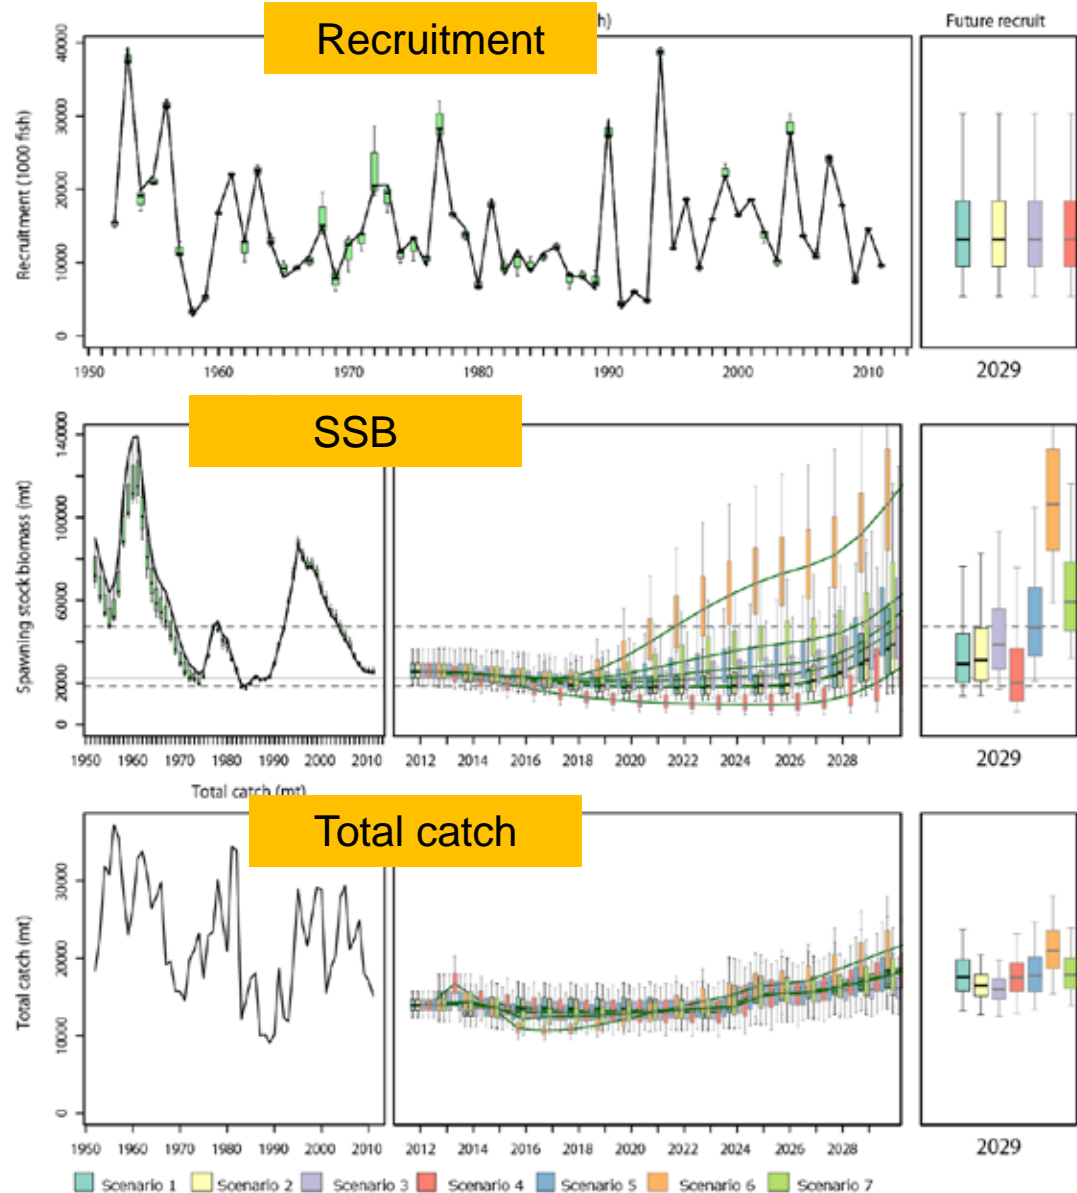 Recruitment
h)
Future recruit
Recruitment (1000 fish)
40000
30000
20000
10000
0
1950 1960 1970 1980 1990 2000 2010
2029
SSB
Spawning stock biomass (mt)
140000
100000
60000
20000
0
1950 1960 1970 1980 1990 2000 2010
2012 2014 2016 2018 2020 2022 2024 2026 2028
2029
Total catch (mt)
Total catch
Total catch (mt)
30000
20000
10000
0
1950 1960 1970 1980 1990 2000 2010
2012 2014 2016 2018 2020 2022 2024 2026 2028
2029
Scenario 1 Scenario 2 Scenario 3 Scenario 4 Scenario 5 Scenario 6 Scenario 7